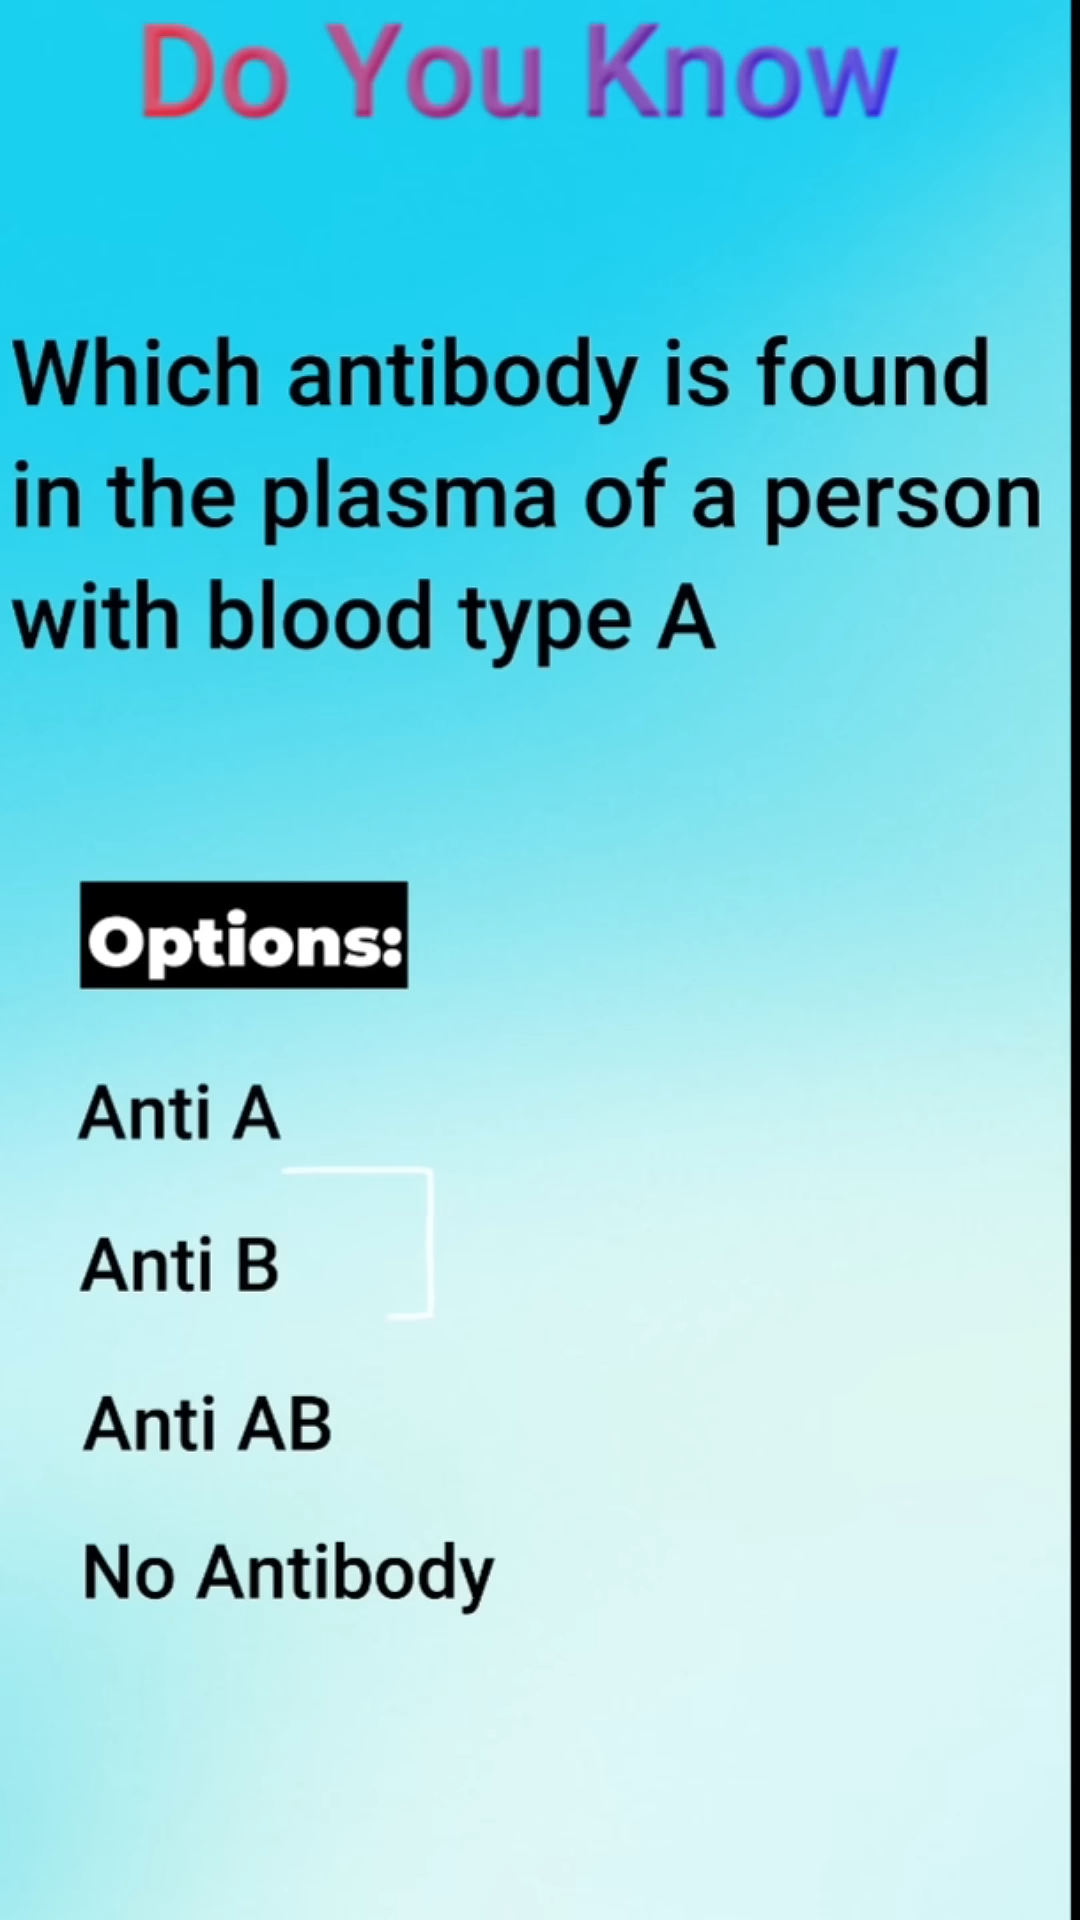 Do You Know
Which antibody is found
in the plasma of a person
with blood type A
Options:
Anti A
Anti B
Anti AB
No Antibody